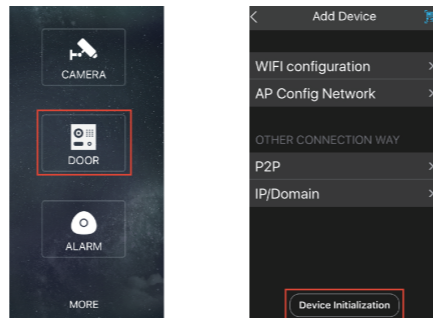 CAMERA
DOOR
ALARM
MORE
Add Device
WIFI configuration
AP Config Network
OTHER CONNECTION WAY
P2P
IP/Domain
Device Initialization